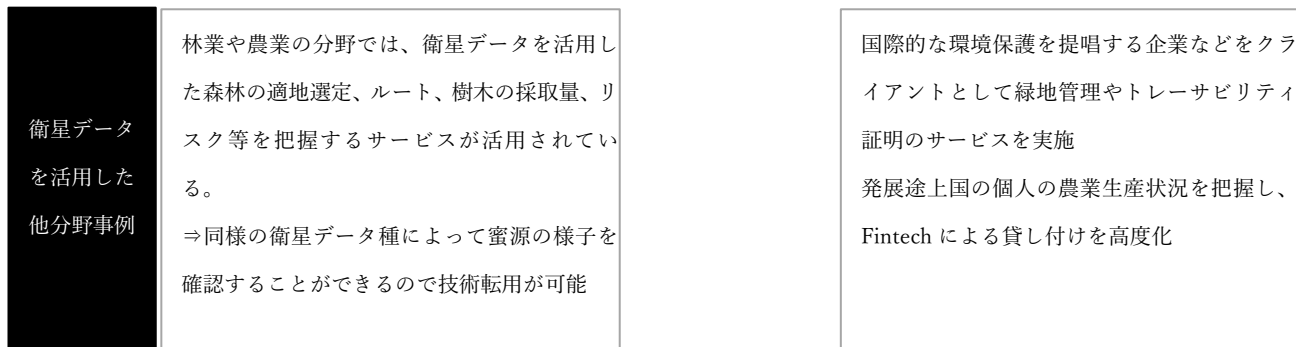 衛星データ
を活用した
他分野事例
林業や農業の分野では、衛星データを活用し
た森林の適地選定、ルート、樹木の採取量、リ
スク等を把握するサービスが活用されてい
る。
⇒同様の衛星データ種によって蜜源の様子を
確認することができるので技術転用が可能
国際的な環境保護を提唱する企業などをクラ
イアントとして緑地管理やトレーサビリティ
証明のサービスを実施
発展途上国の個人の農業生産状況を把握し、
Fintech による貸し付けを高度化